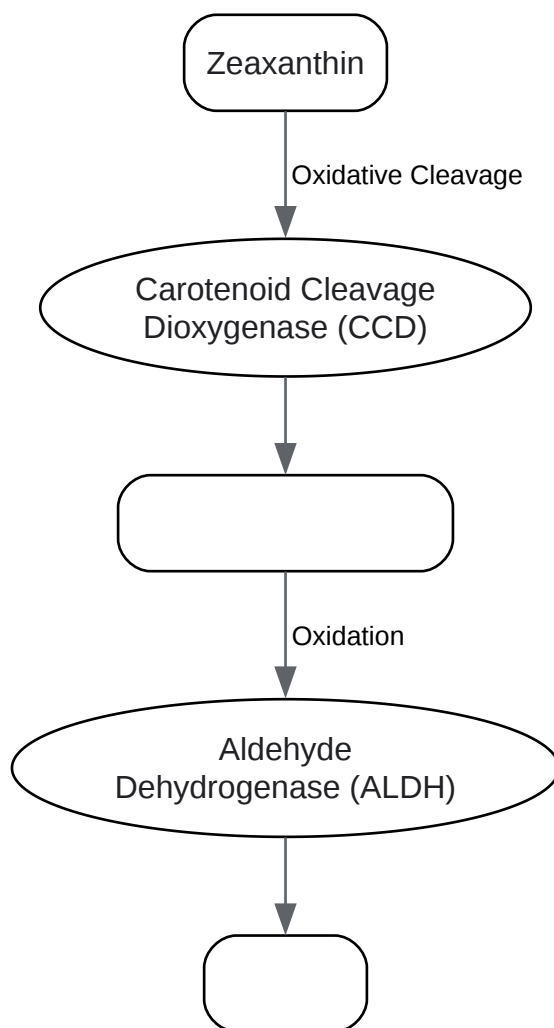 Zeaxanthin
Oxidative Cleavage
Carotenoid Cleavage
Dioxygenase (CCD)
Oxidation
Aldehyde
Dehydrogenase (ALDH)